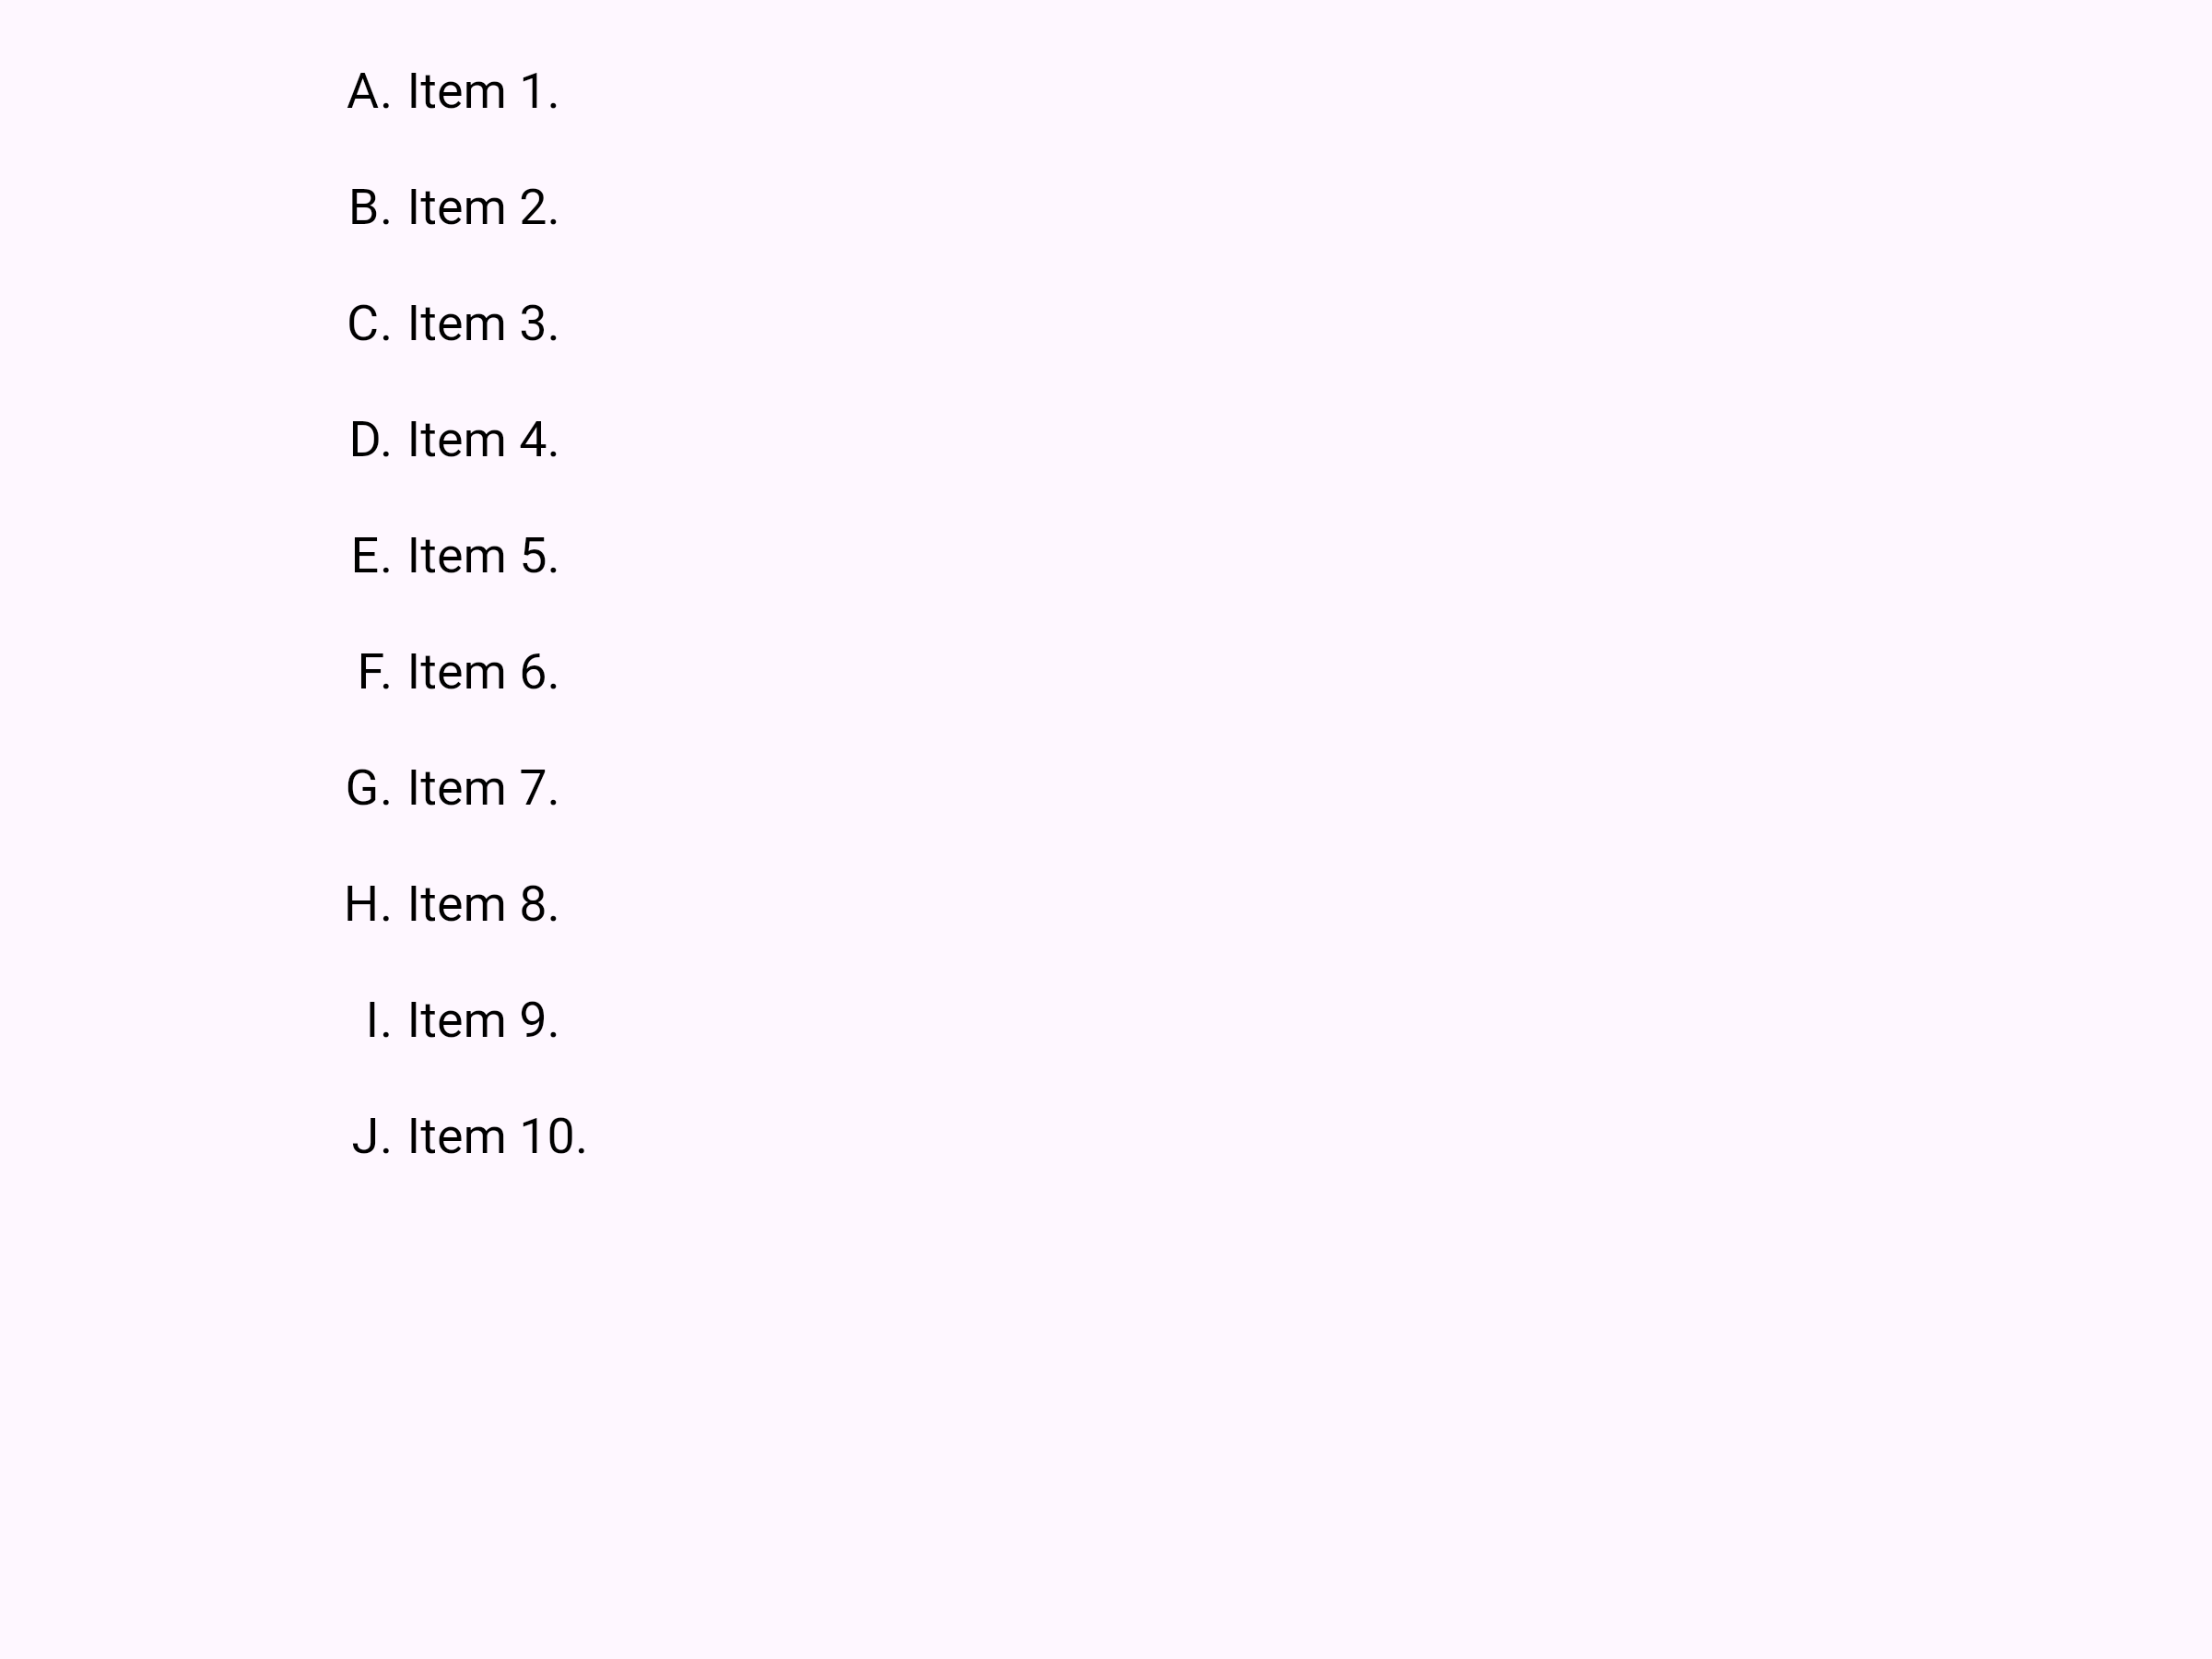 A. Item 1.
B. Item 2.
C. Item 3.
D. Item 4.
E. Item 5.
F. Item 6.
G. Item 7.
H. Item 8.
I. Item 9.
J. Item 10.